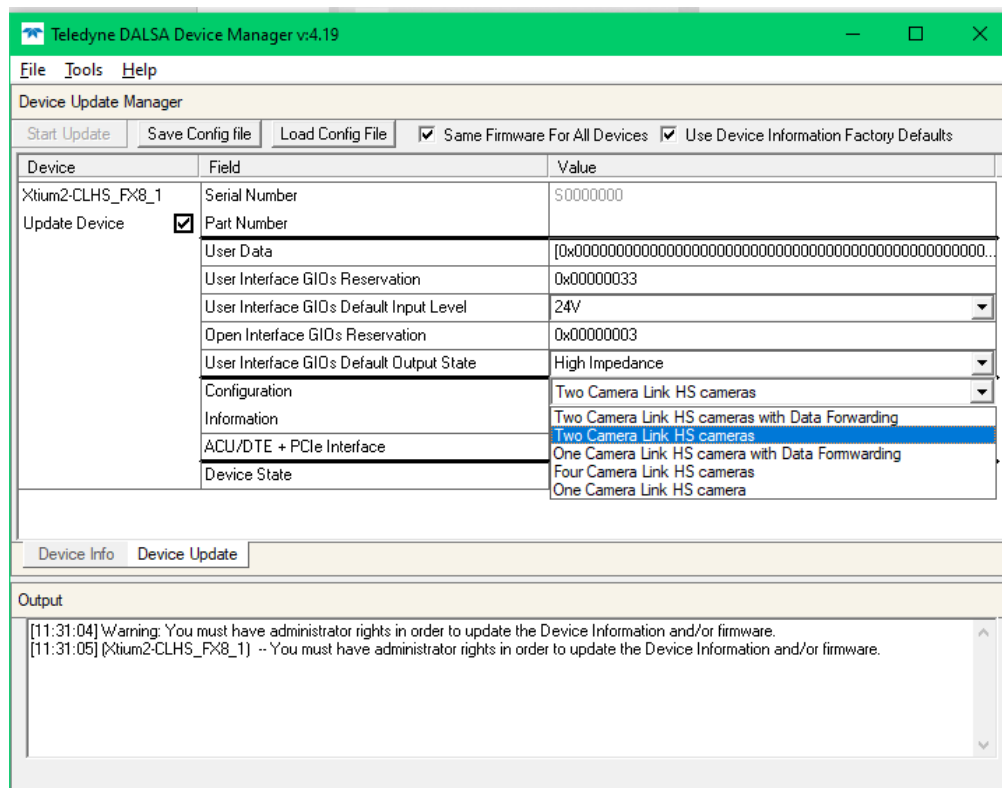 Teledyne DALSA Device Manager v:4.19
File Tools Help
Device Update Manager
Start Update Save Config file Load Config File Same Firmware For All Devices Use Device Information Factory Defaults
Device Field Value
Xtium2-CLHS_FX8_1 Serial Number S0000000
Update Device Part Number
User Data [0x00000000000000000000000000000000000000000000000000...
User Interface GIOs Reservation 0x00000033
User Interface GIOs Default Input Level 24V
Open Interface GIOs Reservation 0x00000003
User Interface GIOs Default Output State High Impedance
Configuration Two Camera Link HS cameras
Information Two Camera Link HS cameras with Data Forwarding
Two Camera Link HS cameras
ACU/DTE + PCIe Interface One Camera Link HS camera with Data Formwarding
Device State Four Camera Link HS cameras
One Camera Link HS camera
Device Info Device Update
Output
[11:31:04] Warning: You must have administrator rights in order to update the Device Information and/or firmware.
[11:31:05] (Xtium2-CLHS_FX8_1) -- You must have administrator rights in order to update the Device Information and/or firmware.